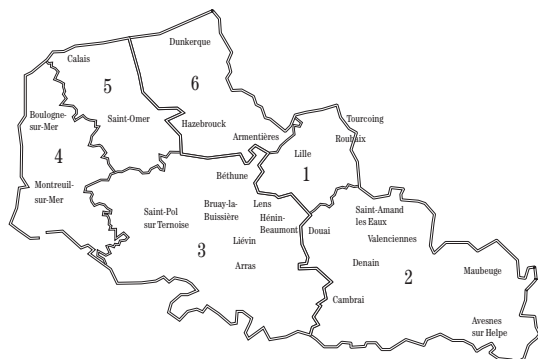 Dunkerque
Calais
6
5
Boulogne-
sur-Mer
Saint-Omer
Hazebrouck
Armentières
Tourcoing
Roubaix
Lille
4
1
Béthune
Montreuil-
sur-Mer
Saint-Pol
sur Ternoise
Bruay-la-
Buissière
Lens
Hénin-
Beaumont
Douai
Saint-Amand
les Eaux
Valenciennes
Liévin
3
Arras
Denain
2
Maubeuge
Cambrai
Avesnes
sur Helpe